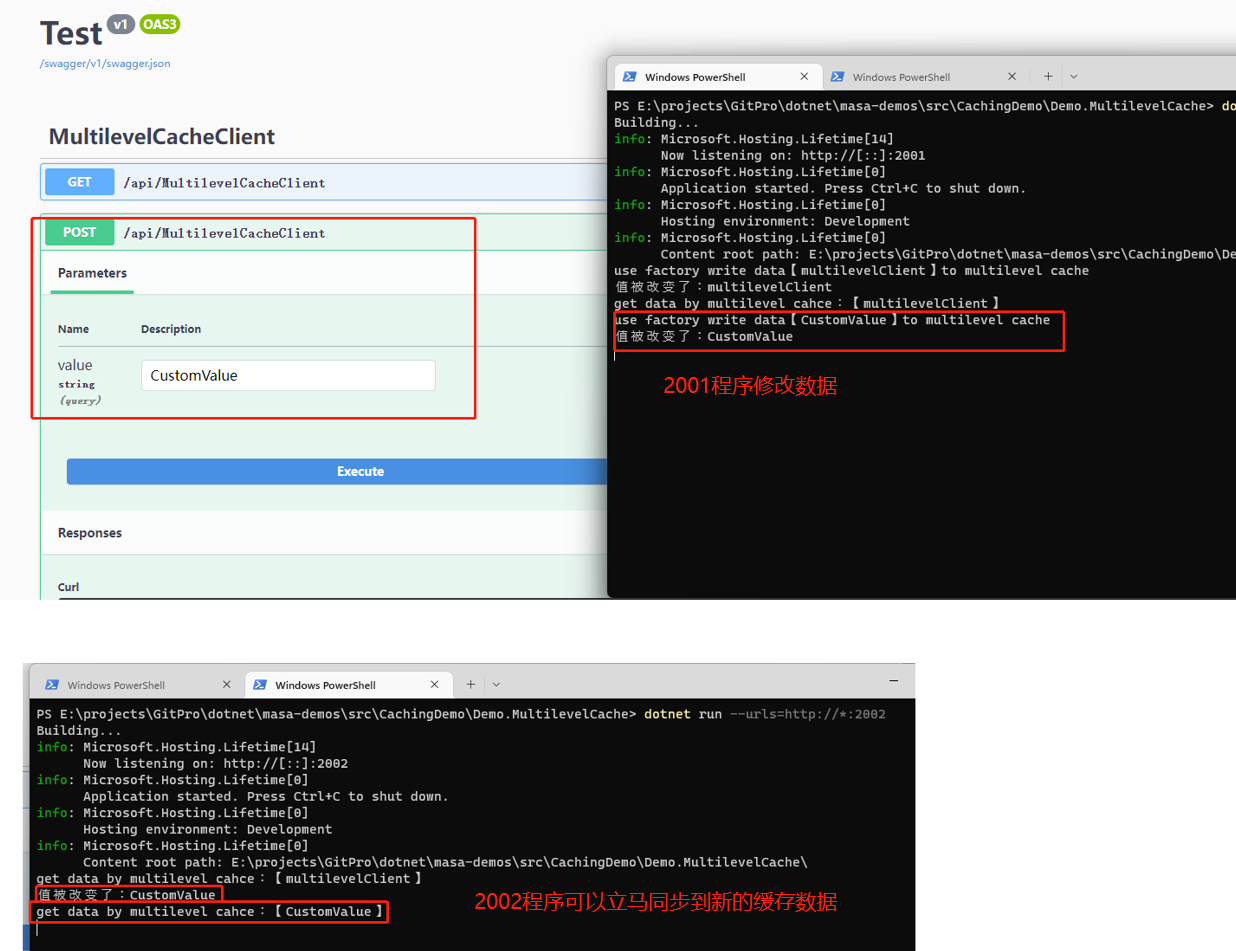 Test v1 OAS3
/swagger/v1/swagger.json
MultilevelCacheClient
GET /api/MultilevelCacheClient
POST /api/MultilevelCacheClient
Parameters
Name Description
value
string
(query)
CustomValue
Execute
Responses
Curl
Windows PowerShell Windows PowerShell
PS E:\projects\GitPro\dotnet\masa-demos\src\CachingDemo\Demo.MultilevelCache> do
Building...
info: Microsoft.Hosting.Lifetime[14]
Now listening on: http://[::]:2001
info: Microsoft.Hosting.Lifetime[0]
Application started. Press Ctrl+C to shut down.
info: Microsoft.Hosting.Lifetime[0]
Hosting environment: Development
info: Microsoft.Hosting.Lifetime[0]
Content root path: E:\projects\GitPro\dotnet\masa-demos\src\CachingDemo\De
use factory write data【multilevelClient】to multilevel cache
值被改变了：multilevelClient
get data by multilevel cahce：【multilevelClient】
use factory write data【CustomValue】to multilevel cache
值被改变了：CustomValue
2001程序修改数据
Windows PowerShell Windows PowerShell
PS E:\projects\GitPro\dotnet\masa-demos\src\CachingDemo\Demo.MultilevelCache> dotnet run --urls=http://*:2002
Building...
info: Microsoft.Hosting.Lifetime[14]
Now listening on: http://[::]:2002
info: Microsoft.Hosting.Lifetime[0]
Application started. Press Ctrl+C to shut down.
info: Microsoft.Hosting.Lifetime[0]
Hosting environment: Development
info: Microsoft.Hosting.Lifetime[0]
Content root path: E:\projects\GitPro\dotnet\masa-demos\src\CachingDemo\Demo.MultilevelCache\
get data by multilevel cahce：【multilevelClient】
值被改变了：CustomValue
get data by multilevel cahce：【CustomValue】
2002程序可以立马同步到新的缓存数据